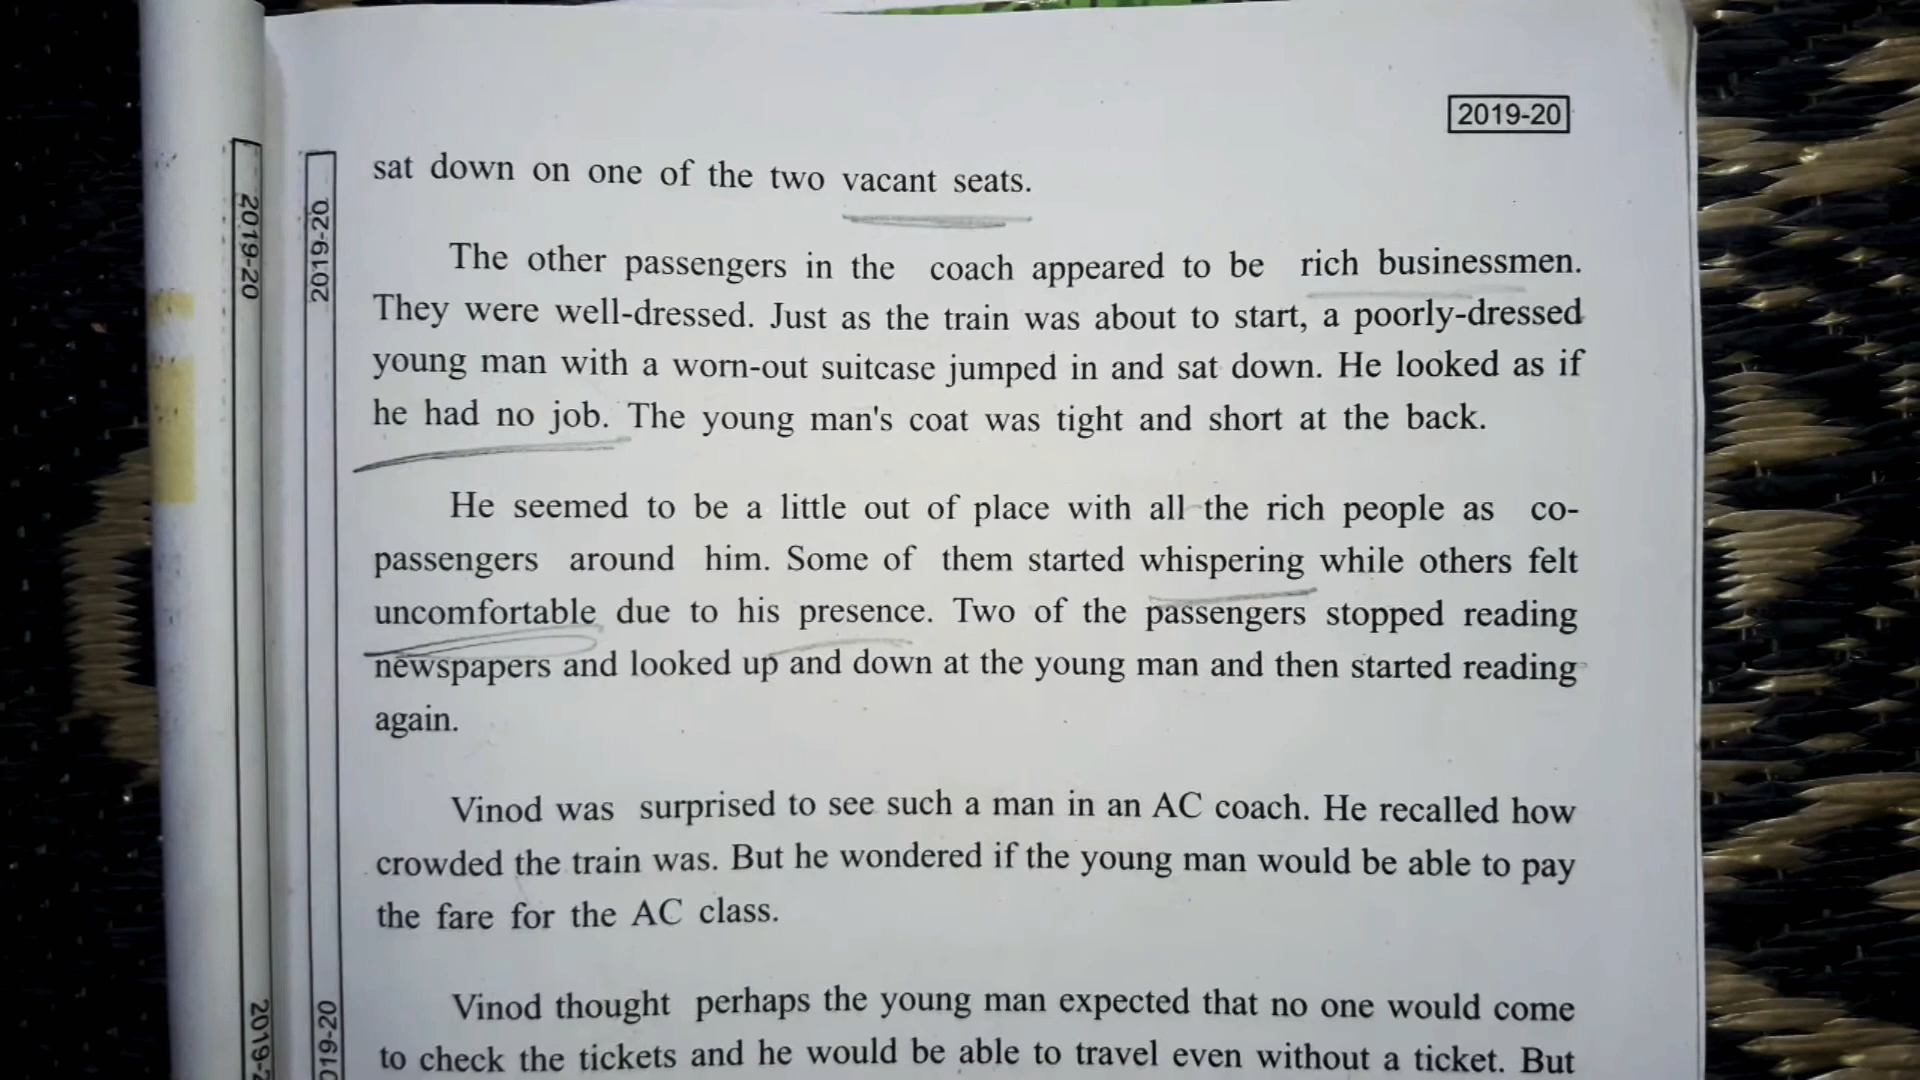 2019-20
sat down on one of the two vacant seats.
The other passengers in the coach appeared to be rich businessmen.
They were well-dressed. Just as the train was about to start, a poorly-dressed
young man with a worn-out suitcase jumped in and sat down. He looked as if
he had no job. The young man's coat was tight and short at the back.
He seemed to be a little out of place with all the rich people as co-
passengers around him. Some of them started whispering while others felt
uncomfortable due to his presence. Two of the passengers stopped reading
newspapers and looked up and down at the young man and then started reading
again.
Vinod was surprised to see such a man in an AC coach. He recalled how
crowded the train was. But he wondered if the young man would be able to pay
the fare for the AC class.
Vinod thought perhaps the young man expected that no one would come
to check the tickets and he would be able to travel even without a ticket. But
2019-20
2019-20
2019-2
019-20